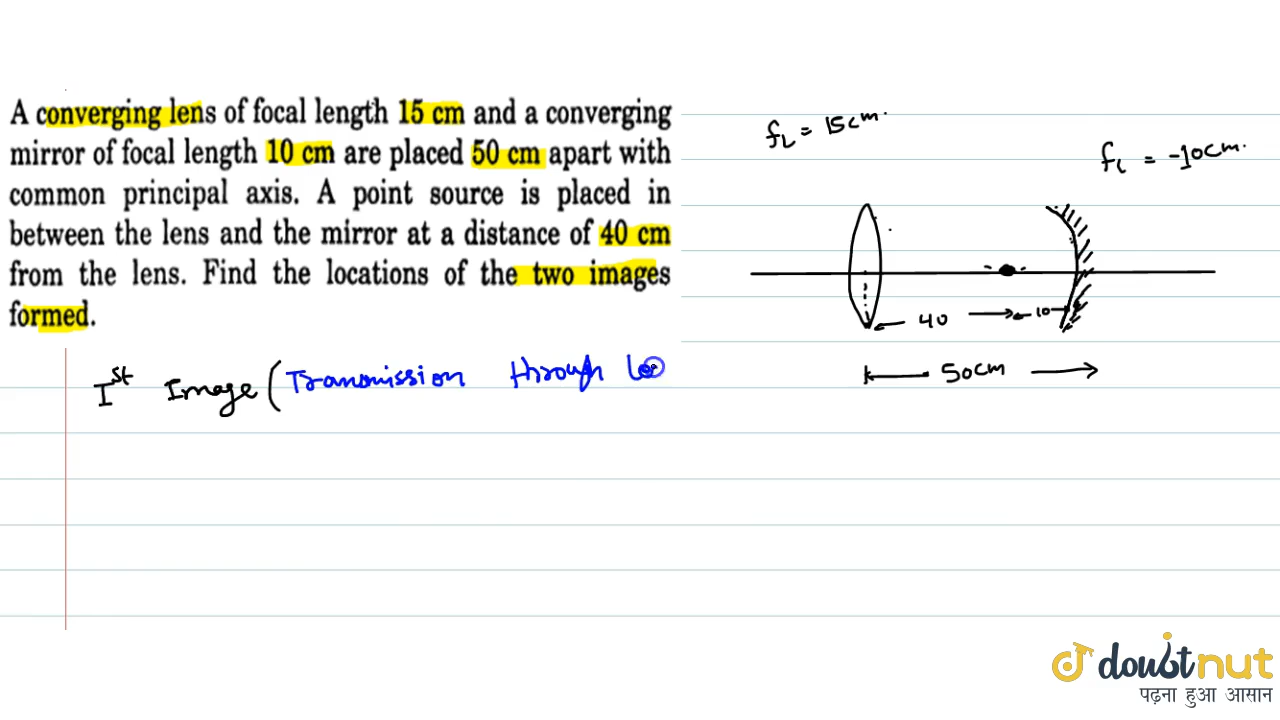 A converging lens of focal length 15 cm and a converging
mirror of focal length 10 cm are placed 50 cm apart with
common principal axis. A point source is placed in
between the lens and the mirror at a distance of 40 cm
from the lens. Find the locations of the two images
formed.
f_L = 15cm.
f_L = -10cm.
40
10
50cm
Ist Image (Transmission through
doubtnut
पढ़ना हुआ आसान